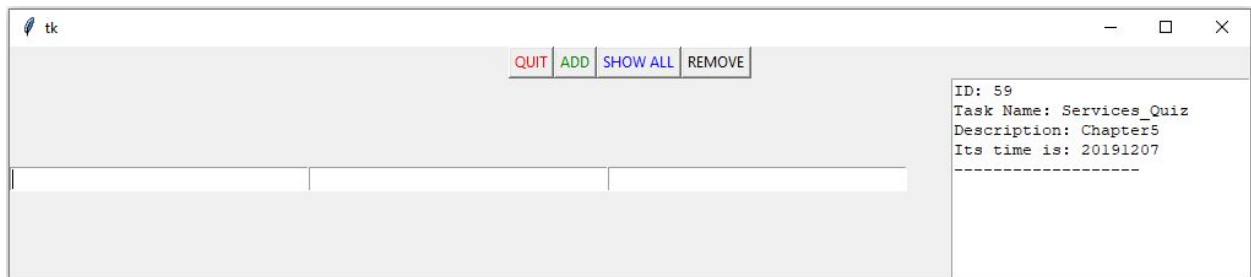 tk
QUIT ADD SHOW ALL REMOVE
ID: 59
Task Name: Services_Quiz
Description: Chapter5
Its time is: 20191207
-------------------